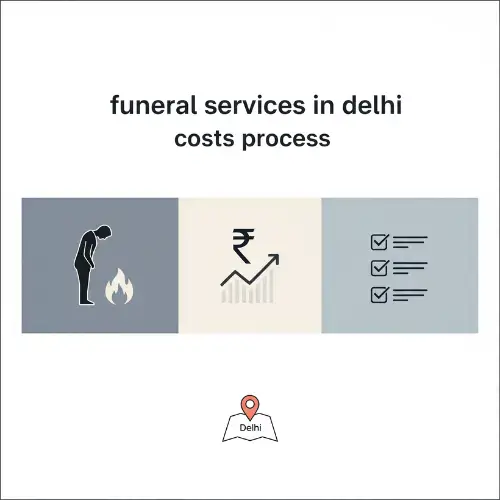 funeral services in delhi
costs process
₹
Delhi